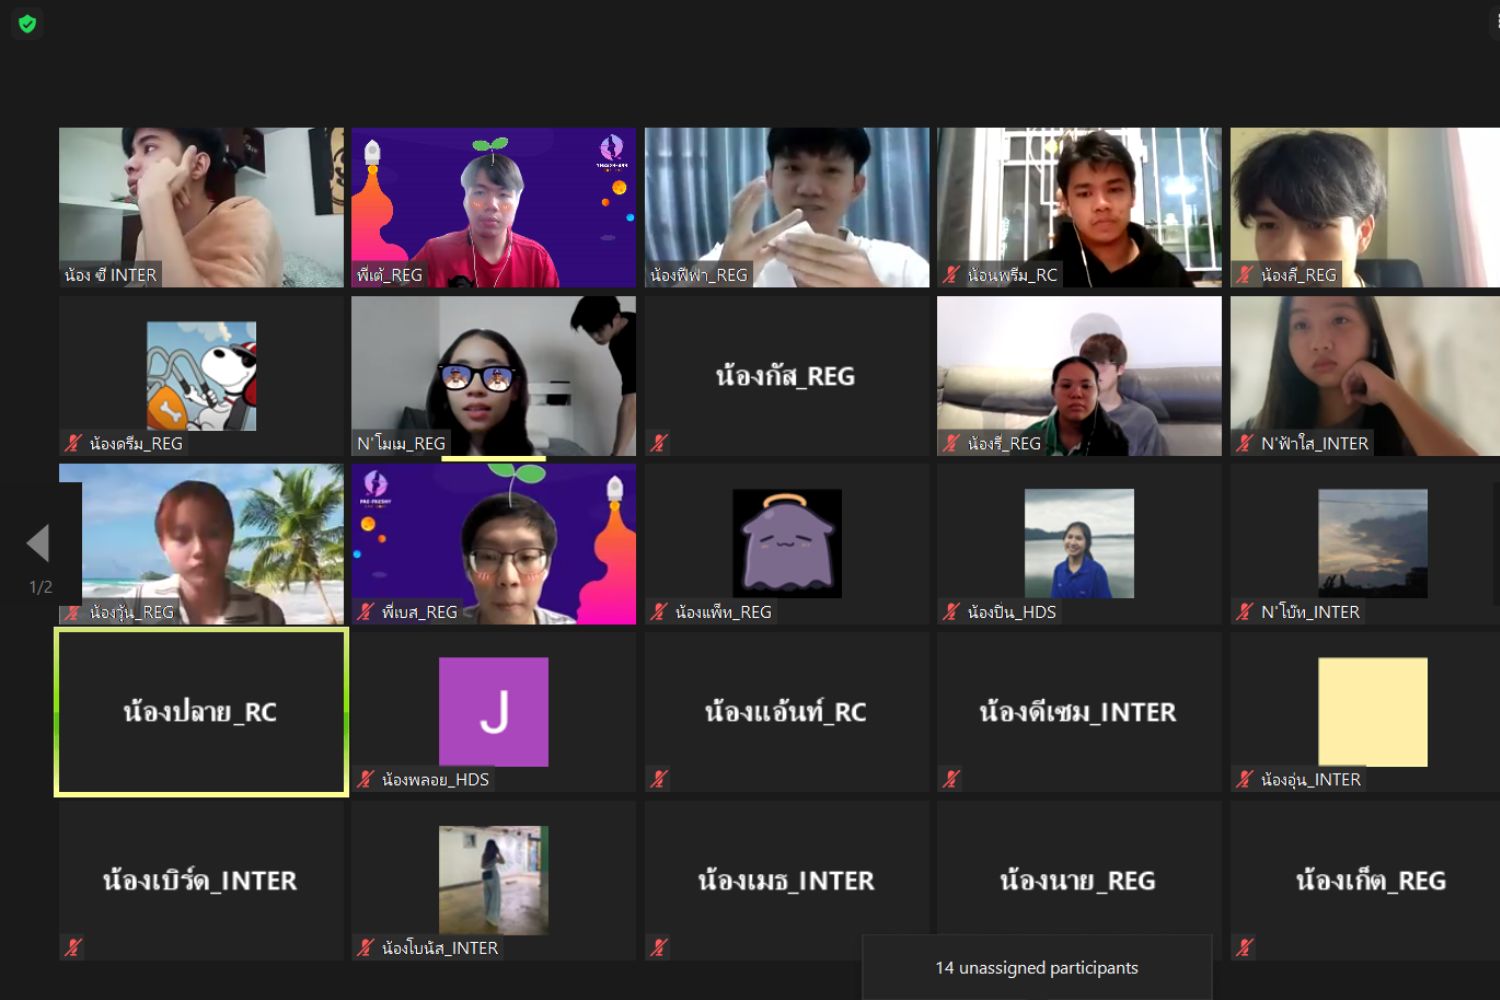 น้อง ซี INTER
พี่เต้_REG
น้องฟีฟ่า_REG
น้อนพรีม_RC
น้องลี_REG
น้องดรีม_REG
N'โมเม_REG
น้องกัส_REG
น้องรี_REG
N'ฟ้าใส_INTER
น้องวุ้น_REG
PRE-FRESHY
พี่เบส_REG
น้องแพ็ท_REG
น้องปิ่น_HDS
N'โบ๊ท_INTER
1/2
น้องปลาย_RC
J
น้องพลอย_HDS
น้องแอ้นท์_RC
น้องดีเซม_INTER
น้องอุ่น_INTER
น้องเบิร์ด_INTER
น้องโบนัส_INTER
น้องเมธ_INTER
น้องนาย_REG
น้องเก็ต_REG
14 unassigned participants